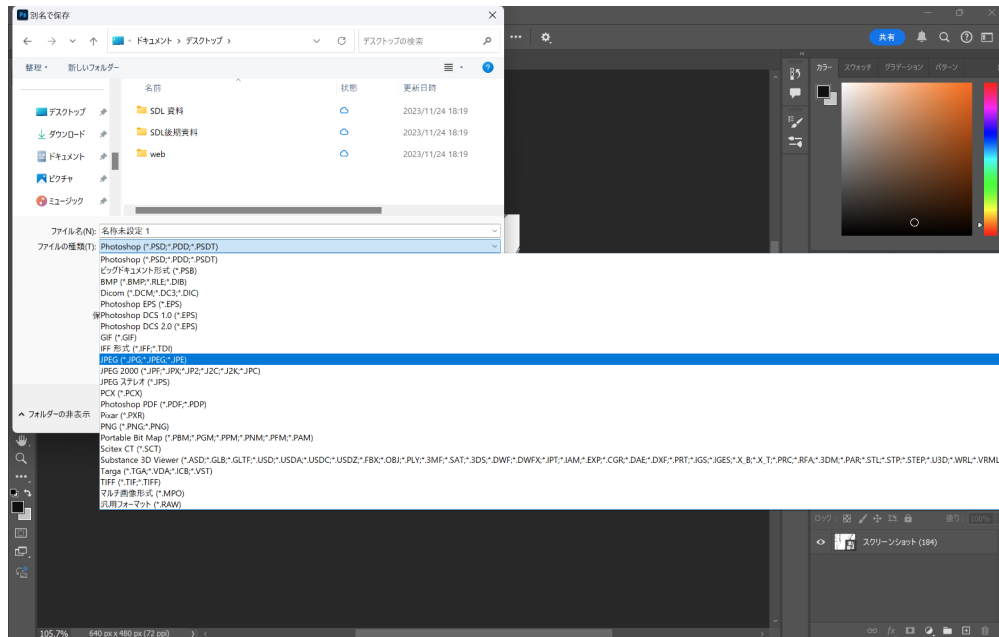 Ps 別名で保存
ドキュメント › デスクトップ ›
デスクトップの検索
共有
整理
新しいフォルダー
カラー スウォッチ グラデーション パターン
名前 状態 更新日時
デスクトップ
SDL 資料 2023/11/24 18:19
ダウンロード
SDL後期資料 2023/11/24 18:19
ドキュメント
web 2023/11/24 18:19
ピクチャ
ミュージック
ファイル名(N): 名称未設定 1
ファイルの種類(T): Photoshop (*.PSD;*.PDD;*.PSDT)
Photoshop (*.PSD;*.PDD;*.PSDT)
ビッグドキュメント形式 (*.PSB)
BMP (*.BMP;*.RLE;*.DIB)
Dicom (*.DCM;*.DC3;*.DIC)
Photoshop EPS (*.EPS)
保
Photoshop DCS 1.0 (*.EPS)
Photoshop DCS 2.0 (*.EPS)
GIF (*.GIF)
IFF 形式 (*.IFF;*.TDI)
JPEG (*.JPG;*.JPEG;*.JPE)
JPEG 2000 (*.JPF;*.JPX;*.JP2;*.J2C;*.J2K;*.JPC)
JPEG ステレオ (*.JPS)
PCX (*.PCX)
Photoshop PDF (*.PDF;*.PDP)
フォルダーの非表示
Pixar (*.PXR)
PNG (*.PNG;*.PNG)
Portable Bit Map (*.PBM;*.PGM;*.PPM;*.PNM;*.PFM;*.PAM)
Scitex CT (*.SCT)
Substance 3D Viewer (*.ASD;*.GLB;*.GLTF;*.USD;*.USDA;*.USDC;*.USDZ;*.FBX;*.OBJ;*.PLY;*.3MF;*.SAT;*.3DS;*.DWF;*.DWFX;*.IPT;*.IAM;*.EXP;*.CGR;*.DAE;*.DXF;*.PRT;*.IGS;*.IGES;*.X_B;*.X_T;*.PRC;*.RFA;*.3DM;*.PAR;*.STL;*.STP;*.STEP;*.U3D;*.WRL;*.VRML
Targa (*.TGA;*.VDA;*.ICB;*.VST)
TIFF (*.TIF;*.TIFF)
マルチ画像形式 (*.MPO)
汎用フォーマット (*.RAW)
ロック: 塗り: 100%
スクリーンショット (184)
105.7% 640 px x 480 px (72 ppi)
fx